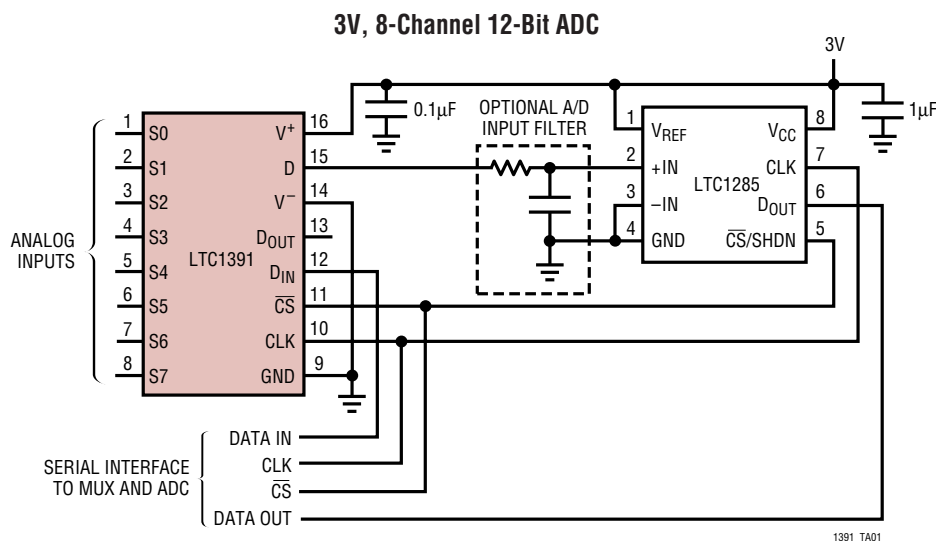 3V, 8-Channel 12-Bit ADC
3V
0.1µF
OPTIONAL A/D
INPUT FILTER
1µF
ANALOG
INPUTS
1 S0
2 S1
3 S2
4 S3
5 S4
6 S5
7 S6
8 S7
LTC1391
V+ 16
D 15
V− 14
DOUT 13
DIN 12
CS 11
CLK 10
GND 9
1 VREF
2 +IN
3 −IN
4 GND
LTC1285
VCC 8
CLK 7
DOUT 6
CS/SHDN 5
SERIAL INTERFACE
TO MUX AND ADC
DATA IN
CLK
CS
DATA OUT
1391 TA01